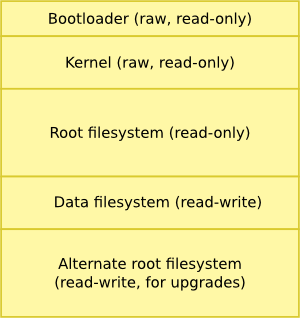 Bootloader (raw, read-only)
Kernel (raw, read-only)
Root filesystem (read-only)
Data filesystem (read-write)
Alternate root filesystem
(read-write, for upgrades)